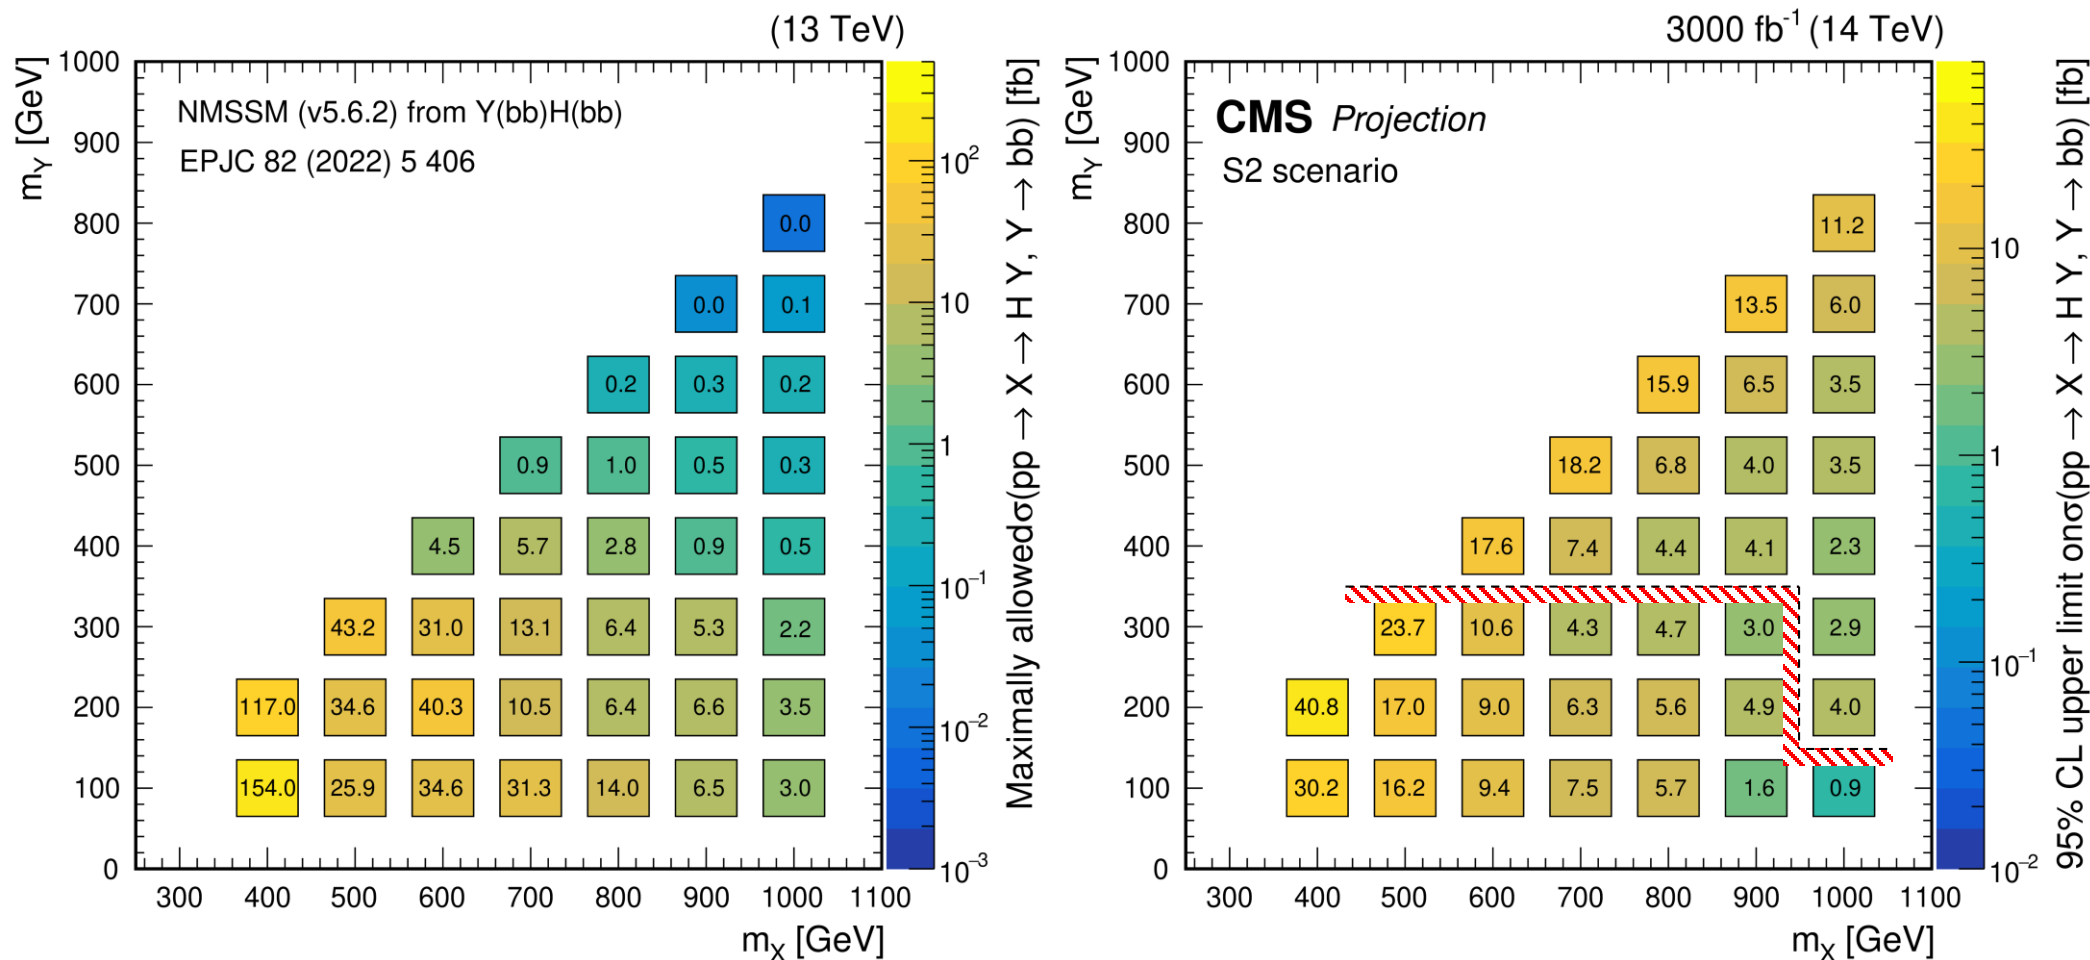 (13 TeV)
NMSSM (v5.6.2) from Y(bb)H(bb)
EPJC 82 (2022) 5 406
m_Y [GeV]
1000
900
800
700
600
500
400
300
200
100
0
0.0
0.0 0.1
0.2 0.3 0.2
0.9 1.0 0.5 0.3
4.5 5.7 2.8 0.9 0.5
43.2 31.0 13.1 6.4 5.3 2.2
117.0 34.6 40.3 10.5 6.4 6.6 3.5
154.0 25.9 34.6 31.3 14.0 6.5 3.0
300 400 500 600 700 800 900 1000 1100
m_X [GeV]
10²
10
1
10⁻¹
10⁻²
10⁻³
Maximally allowedσ(pp → X → H Y, Y → bb) [fb]
3000 fb⁻¹ (14 TeV)
CMS Projection
S2 scenario
m_Y [GeV]
1000
900
800
700
600
500
400
300
200
100
0
11.2
13.5 6.0
15.9 6.5 3.5
18.2 6.8 4.0 3.5
17.6 7.4 4.4 4.1 2.3
23.7 10.6 4.3 4.7 3.0 2.9
40.8 17.0 9.0 6.3 5.6 4.9 4.0
30.2 16.2 9.4 7.5 5.7 1.6 0.9
300 400 500 600 700 800 900 1000 1100
m_X [GeV]
10
1
10⁻¹
10⁻²
95% CL upper limit onσ(pp → X → H Y, Y → bb) [fb]